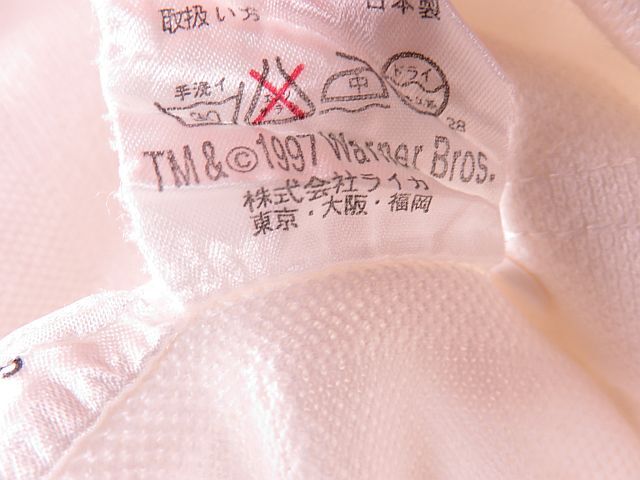 取扱い方
日本製
手洗イ
30
中
ドライ
TM&©1997 Warner Bros.
株式会社ライカ
東京・大阪・福岡